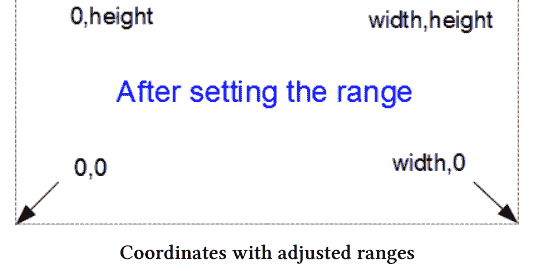 0,height
width,height
After setting the range
0,0
width,0
Coordinates with adjusted ranges